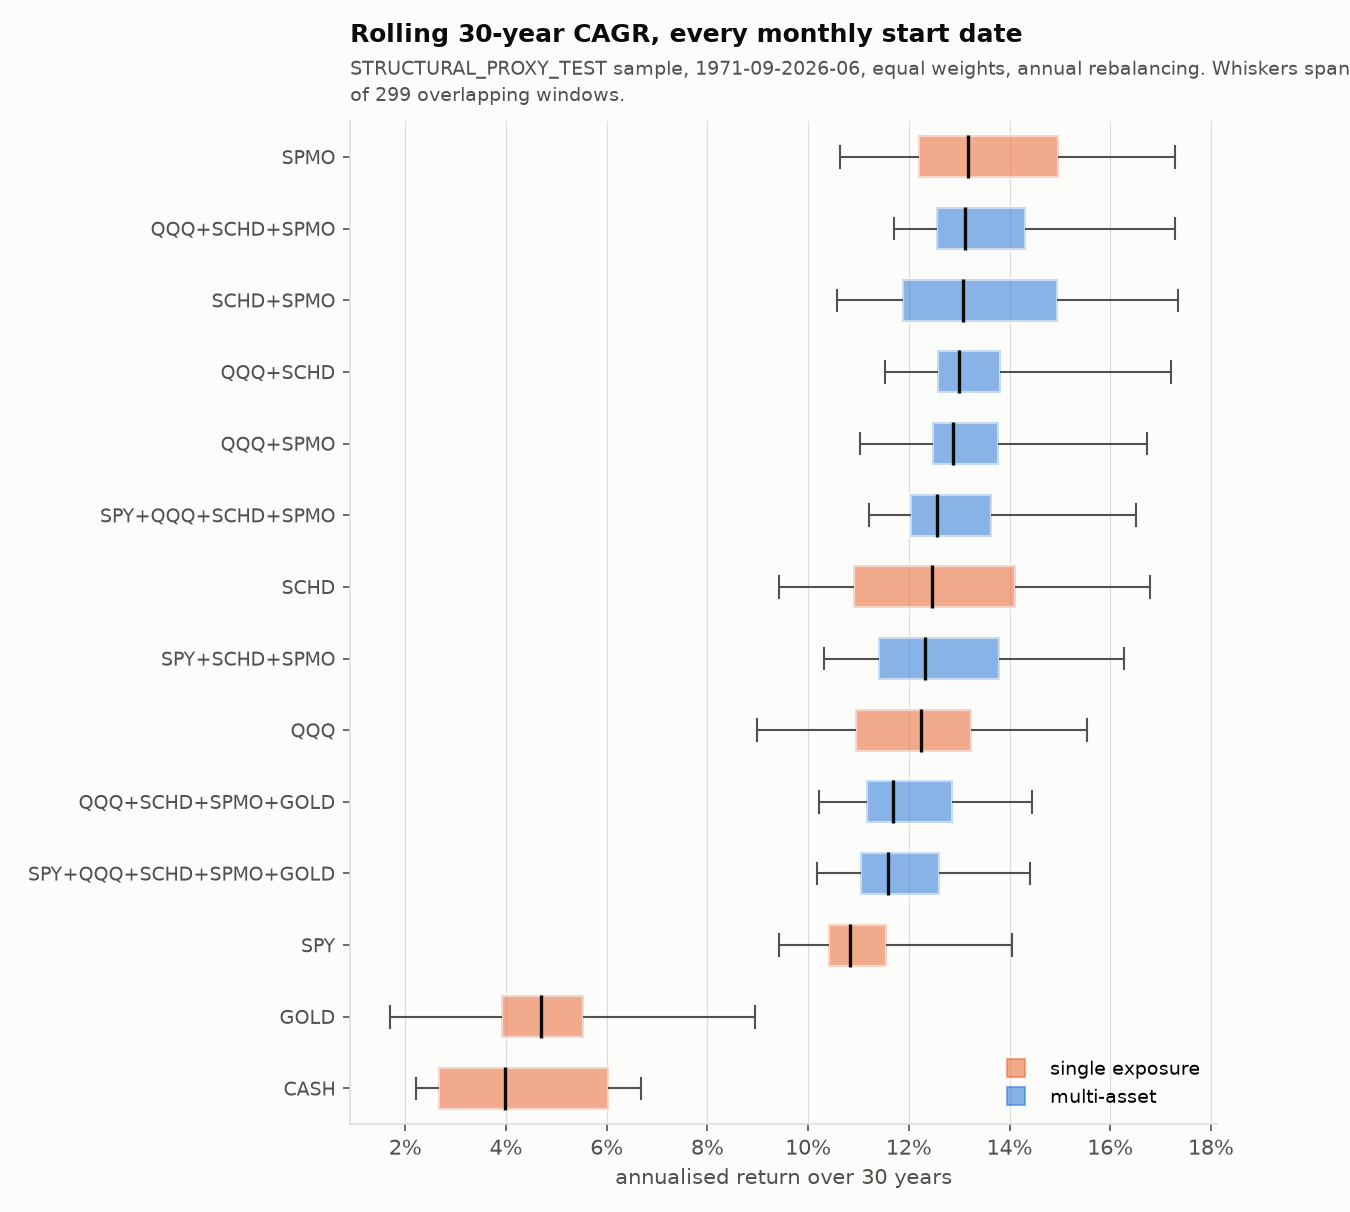 Rolling 30-year CAGR, every monthly start date
STRUCTURAL_PROXY_TEST sample, 1971-09-2026-06, equal weights, annual rebalancing. Whiskers span
of 299 overlapping windows.
SPMO
QQQ+SCHD+SPMO
SCHD+SPMO
QQQ+SCHD
QQQ+SPMO
SPY+QQQ+SCHD+SPMO
SCHD
SPY+SCHD+SPMO
QQQ
QQQ+SCHD+SPMO+GOLD
SPY+QQQ+SCHD+SPMO+GOLD
SPY
GOLD
CASH
single exposure
multi-asset
2% 4% 6% 8% 10% 12% 14% 16% 18%
annualised return over 30 years